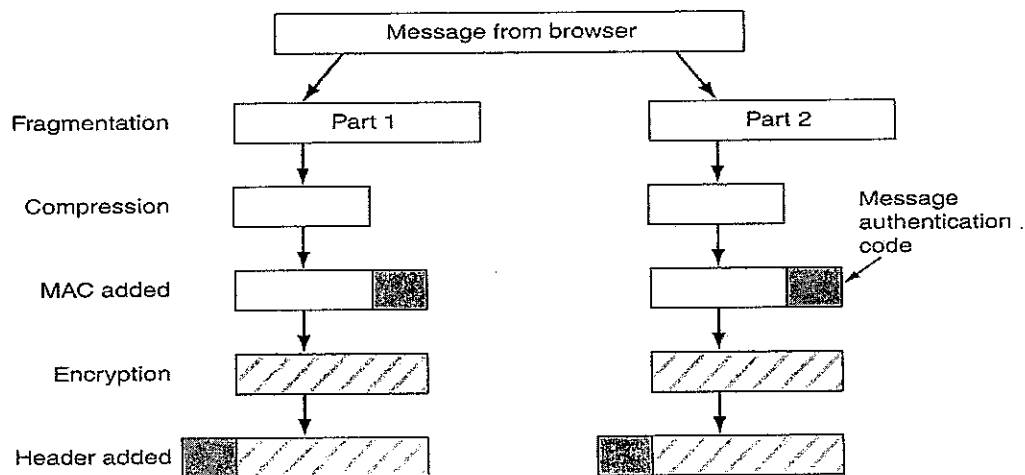 Message from browser
Fragmentation
Part 1
Part 2
Compression
Message
authentication
code
MAC added
Encryption
Header added